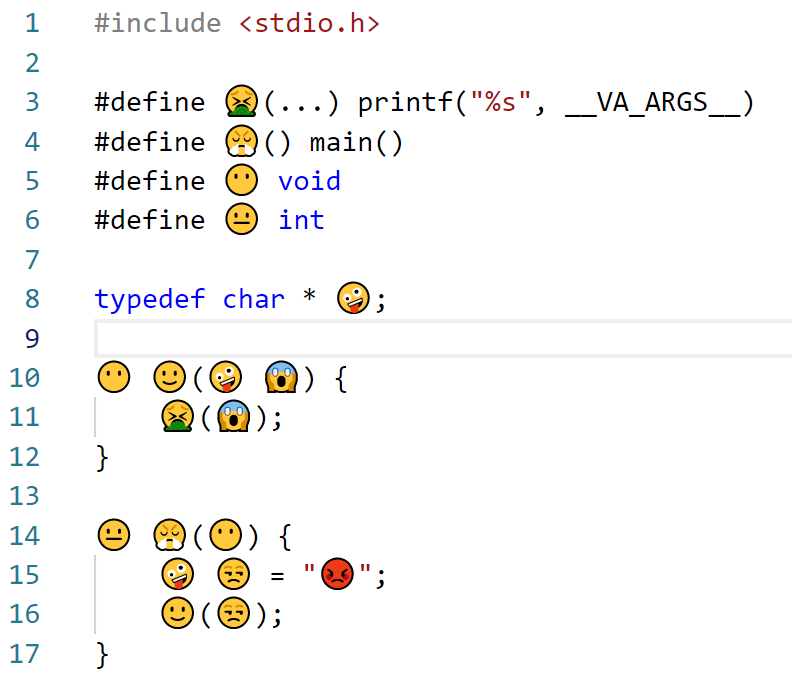 1 #include <stdio.h>
2
3 #define 🤮(...) printf("%s", __VA_ARGS__)
4 #define 😤() main()
5 #define 😶 void
6 #define 😐 int
7
8 typedef char * 🤪;
9
10 😶 🙂(🤪 😱) {
11     🤮(😱);
12 }
13
14 😐 😤(😶) {
15     🤪 😒 = "😡";
16     🙂(😒);
17 }